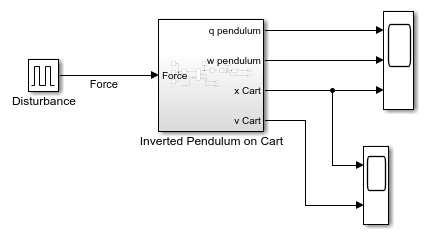 q pendulum
w pendulum
Force
Force
x Cart
Disturbance
v Cart
Inverted Pendulum on Cart